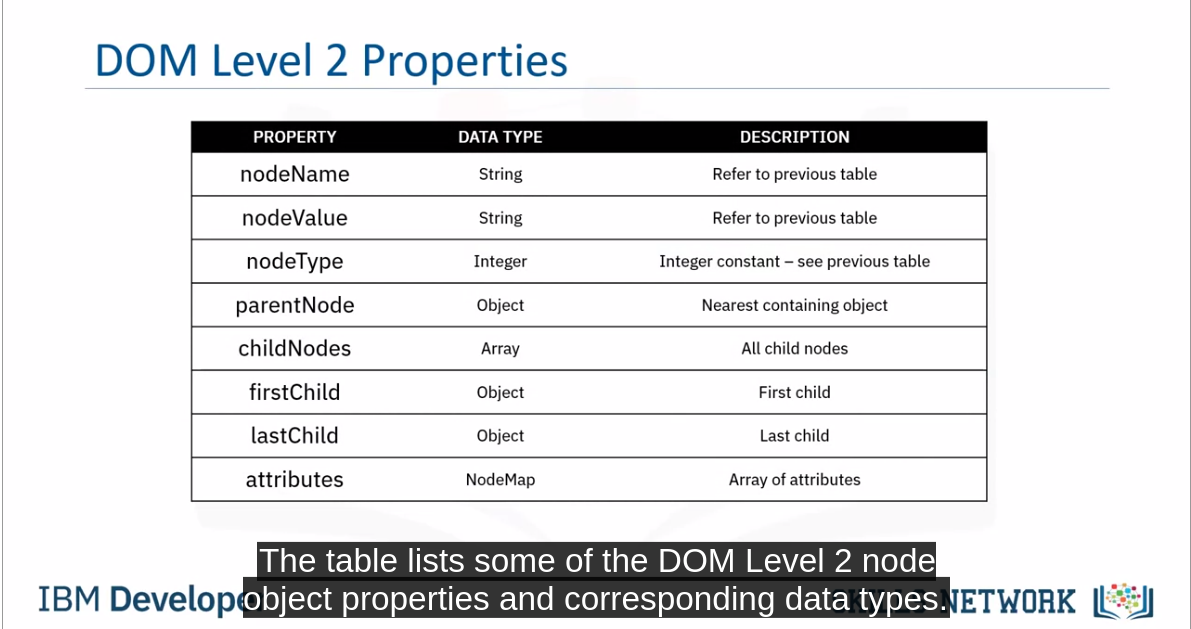 DOM Level 2 Properties
PROPERTY DATA TYPE DESCRIPTION
nodeName String Refer to previous table
nodeValue String Refer to previous table
nodeType Integer Integer constant – see previous table
parentNode Object Nearest containing object
childNodes Array All child nodes
firstChild Object First child
lastChild Object Last child
attributes NodeMap Array of attributes
The table lists some of the DOM Level 2 node
object properties and corresponding data types.
IBM Developer
SKILLS NETWORK